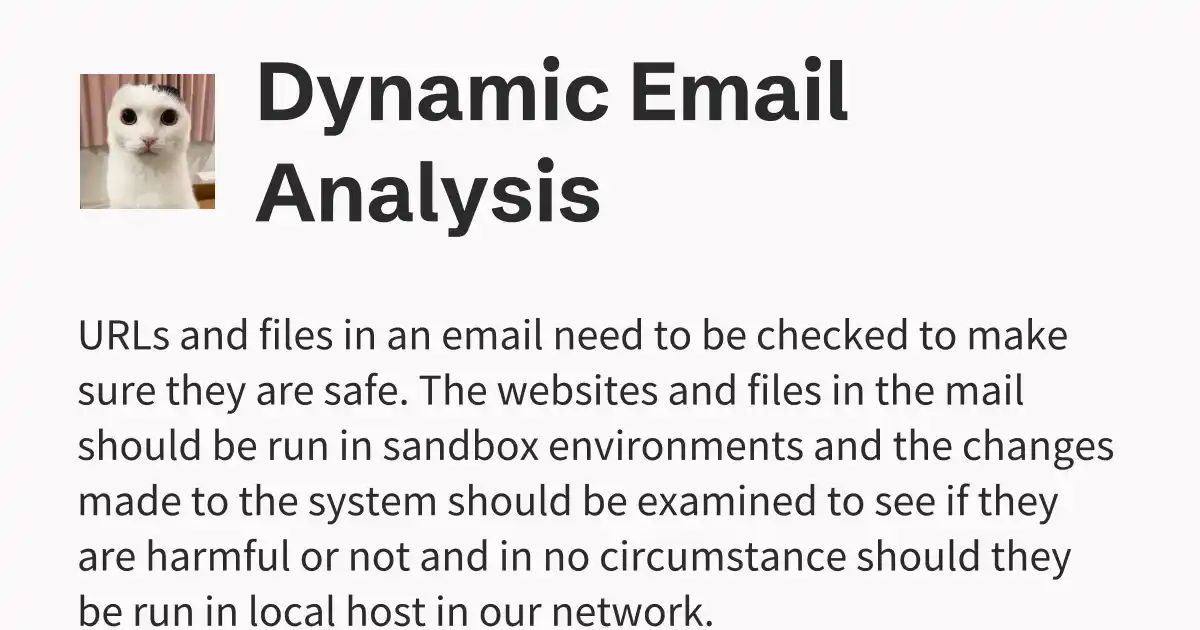 Dynamic Email
Analysis
URLs and files in an email need to be checked to make
sure they are safe. The websites and files in the mail
should be run in sandbox environments and the changes
made to the system should be examined to see if they
are harmful or not and in no circumstance should they
be run in local host in our network.